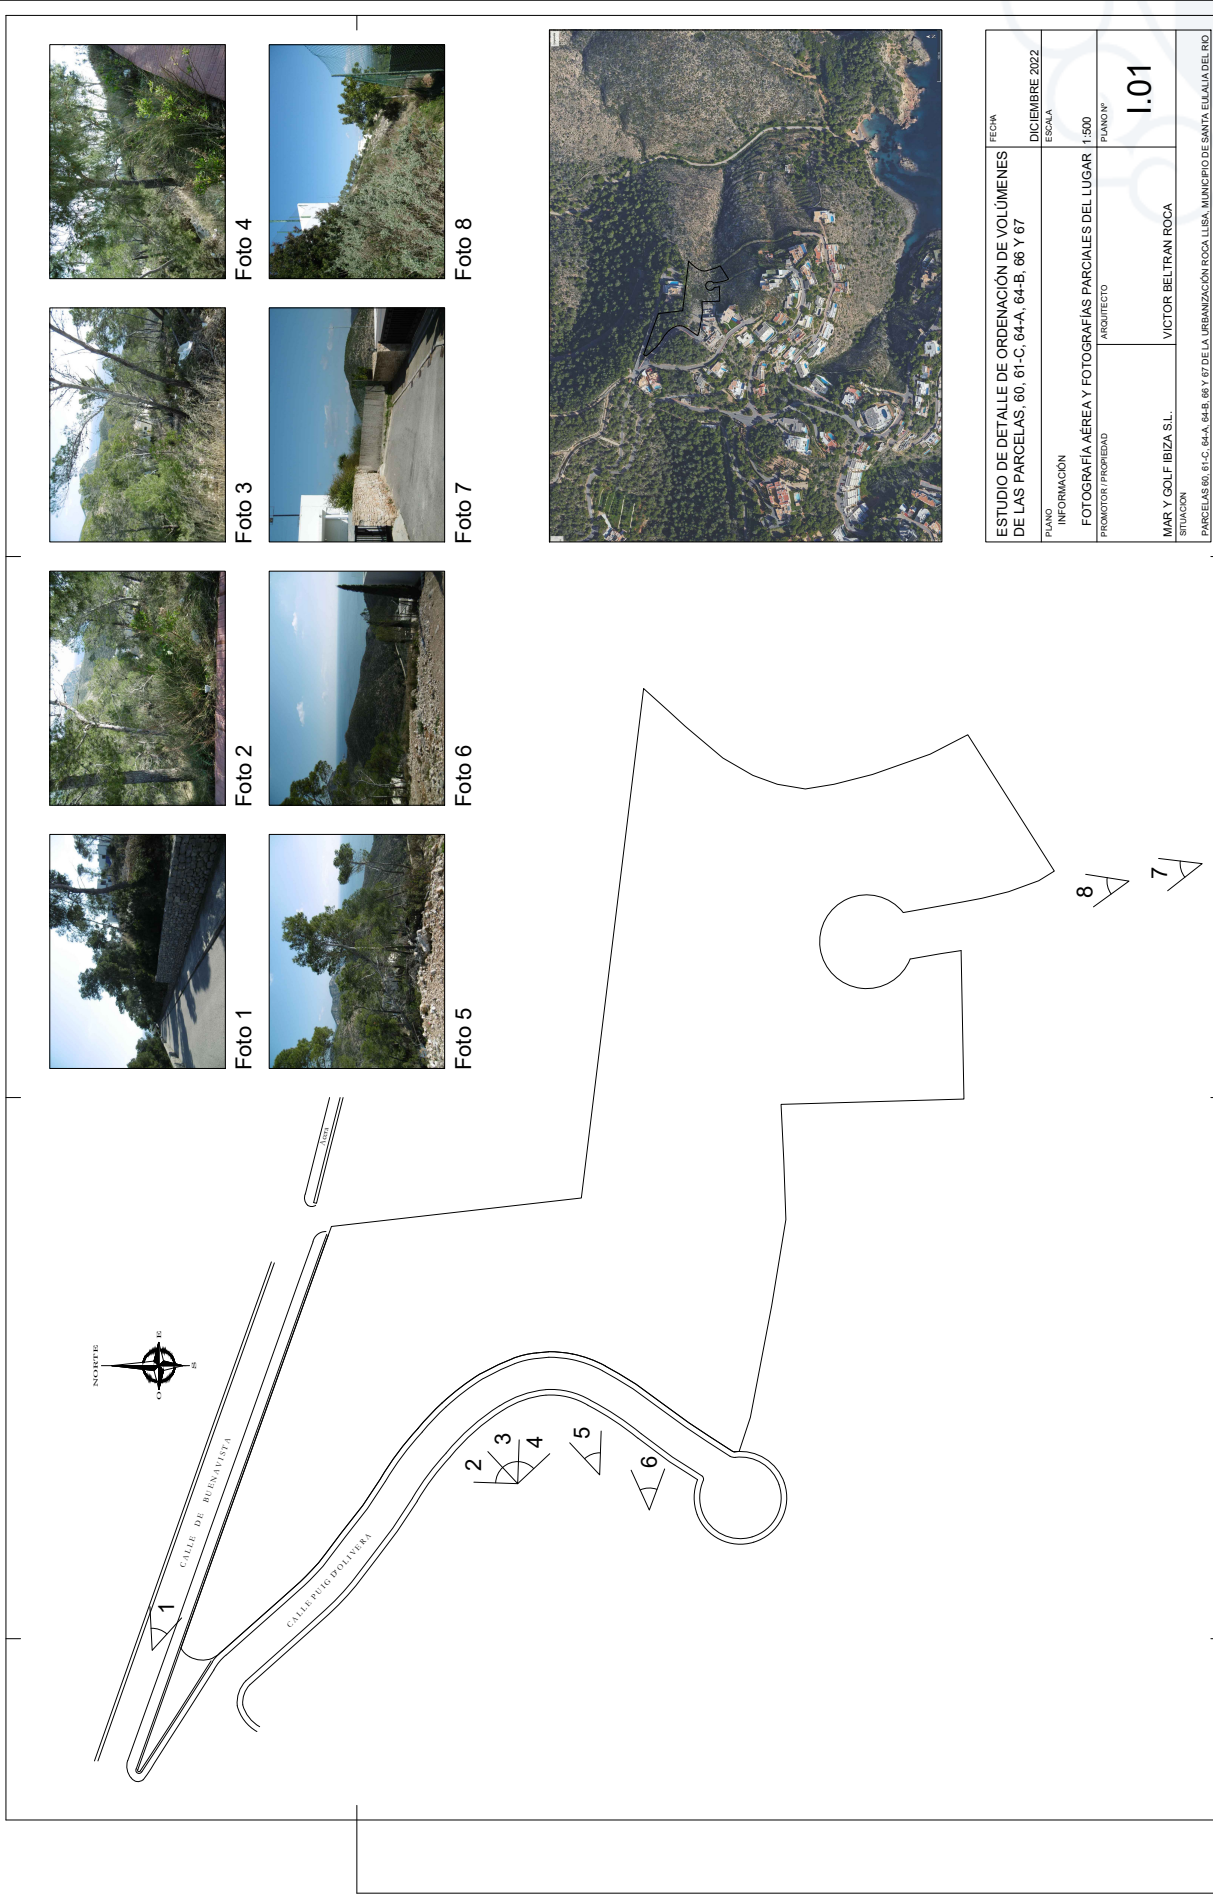 Foto 1
Foto 2
Foto 3
Foto 4
Foto 5
Foto 6
Foto 7
Foto 8
NORTE
O
E
S
Acera
CALLE DE BUENAVISTA
CALLE PUIG D'OLIVERA
1
2
3
4
5
6
8
7
ESTUDIO DE DETALLE DE ORDENACIÓN DE VOLÚMENES
DE LAS PARCELAS, 60, 61-C, 64-A, 64-B, 66 Y 67
FECHA
DICIEMBRE 2022
PLANO
INFORMACIÓN
FOTOGRAFÍA AÉREA Y FOTOGRAFÍAS PARCIALES DEL LUGAR
ESCALA
1:500
PROMOTOR / PROPIEDAD
MAR Y GOLF IBIZA S.L.
ARQUITECTO
VICTOR BELTRAN ROCA
PLANO Nº
I.01
SITUACION
PARCELAS 60, 61-C, 64-A, 64-B, 66 Y 67 DE LA URBANIZACIÓN ROCA LLISA, MUNICIPIO DE SANTA EULALIA DEL RIO